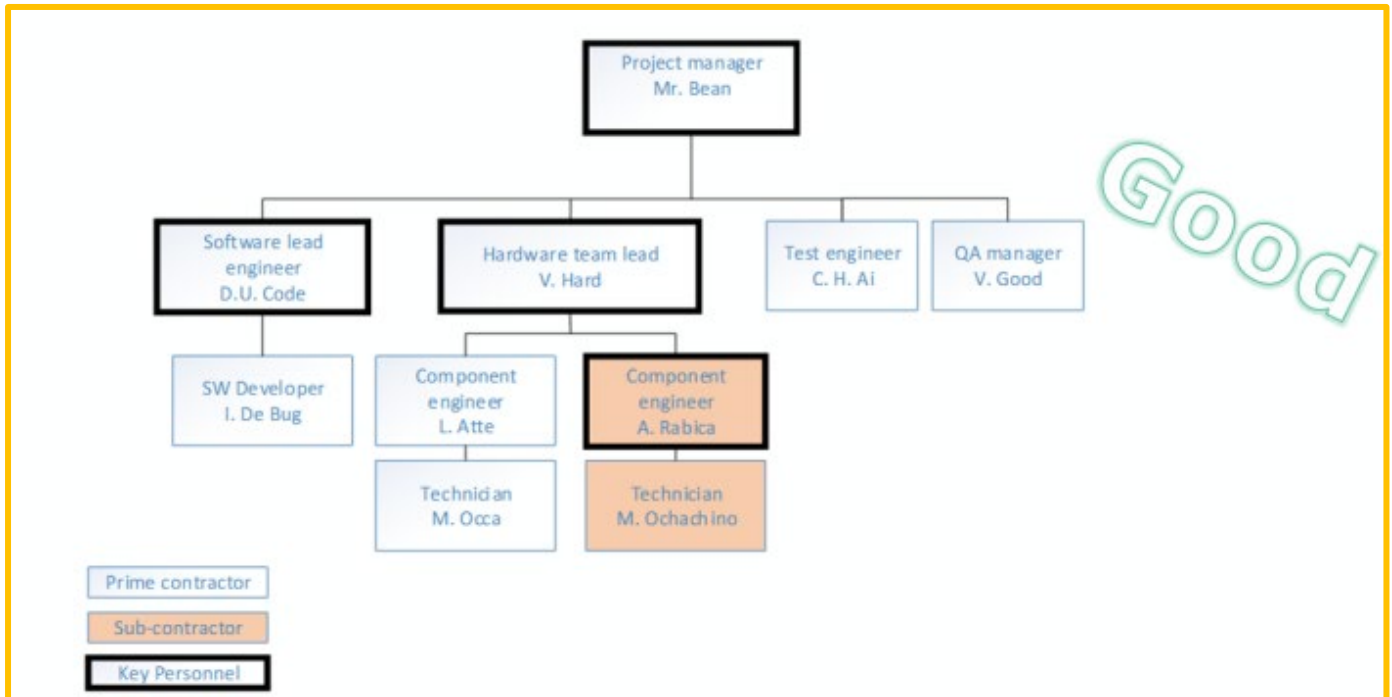 Project manager
Mr. Bean
Good
Software lead
engineer
D.U. Code
Hardware team lead
V. Hard
Test engineer
C. H. Ai
QA manager
V. Good
SW Developer
I. De Bug
Component
engineer
L. Atte
Component
engineer
A. Rabica
Technician
M. Occa
Technician
M. Ochachino
Prime contractor
Sub-contractor
Key Personnel